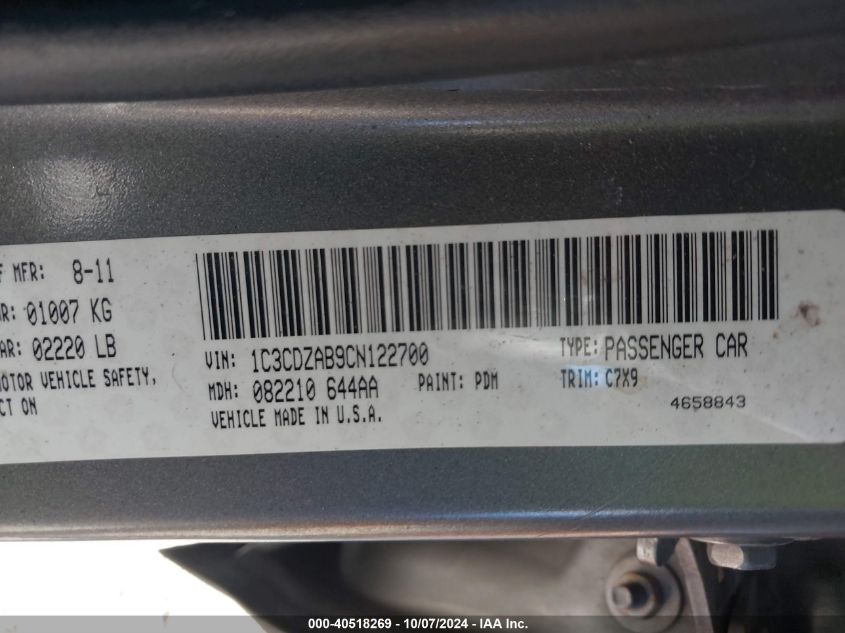 F MFR: 8-11
R: 01007 KG
AR: 02220 LB
MOTOR VEHICLE SAFETY,
CT ON
VIN: 1C3CDZAB9CN122700
TYPE: PASSENGER CAR
MDH: 082210 644AA
PAINT: PDM
TRIM: C7X9
VEHICLE MADE IN U.S.A.
4658843
000-40518269 - 10/07/2024 - IAA Inc.